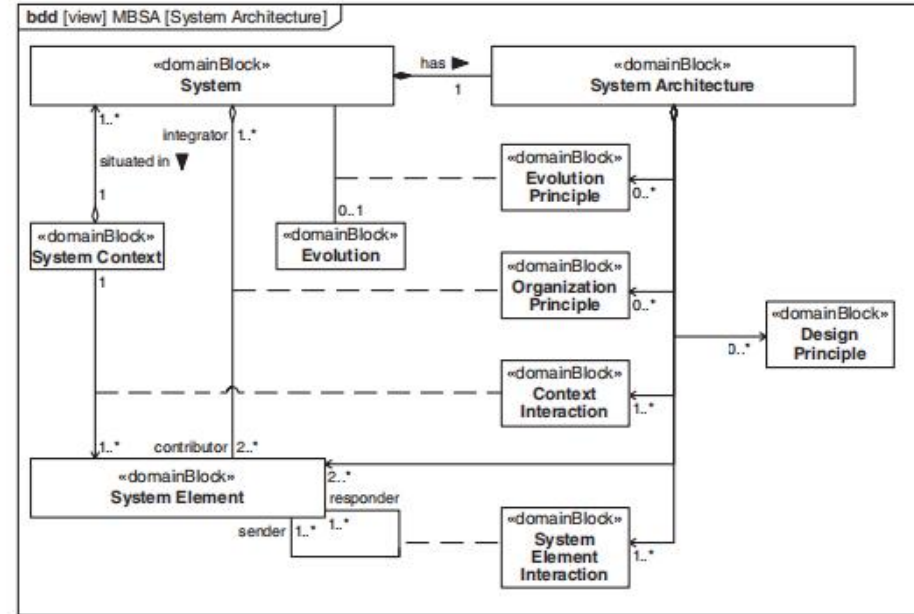 bdd [view] MBSA [System Architecture]
«domainBlock»
System
has ►
1
«domainBlock»
System Architecture
1..*
integrator 1..*
situated in ▼
1
«domainBlock»
System Context
1
0..1
«domainBlock»
Evolution
«domainBlock»
Evolution
Principle
0..*
«domainBlock»
Organization
Principle
0..*
«domainBlock»
Design
Principle
0..*
«domainBlock»
Context
Interaction
1..*
1..*
contributor 2..*
«domainBlock»
System Element
2..*
responder
1..*
sender 1..*
«domainBlock»
System
Element
Interaction
1..*